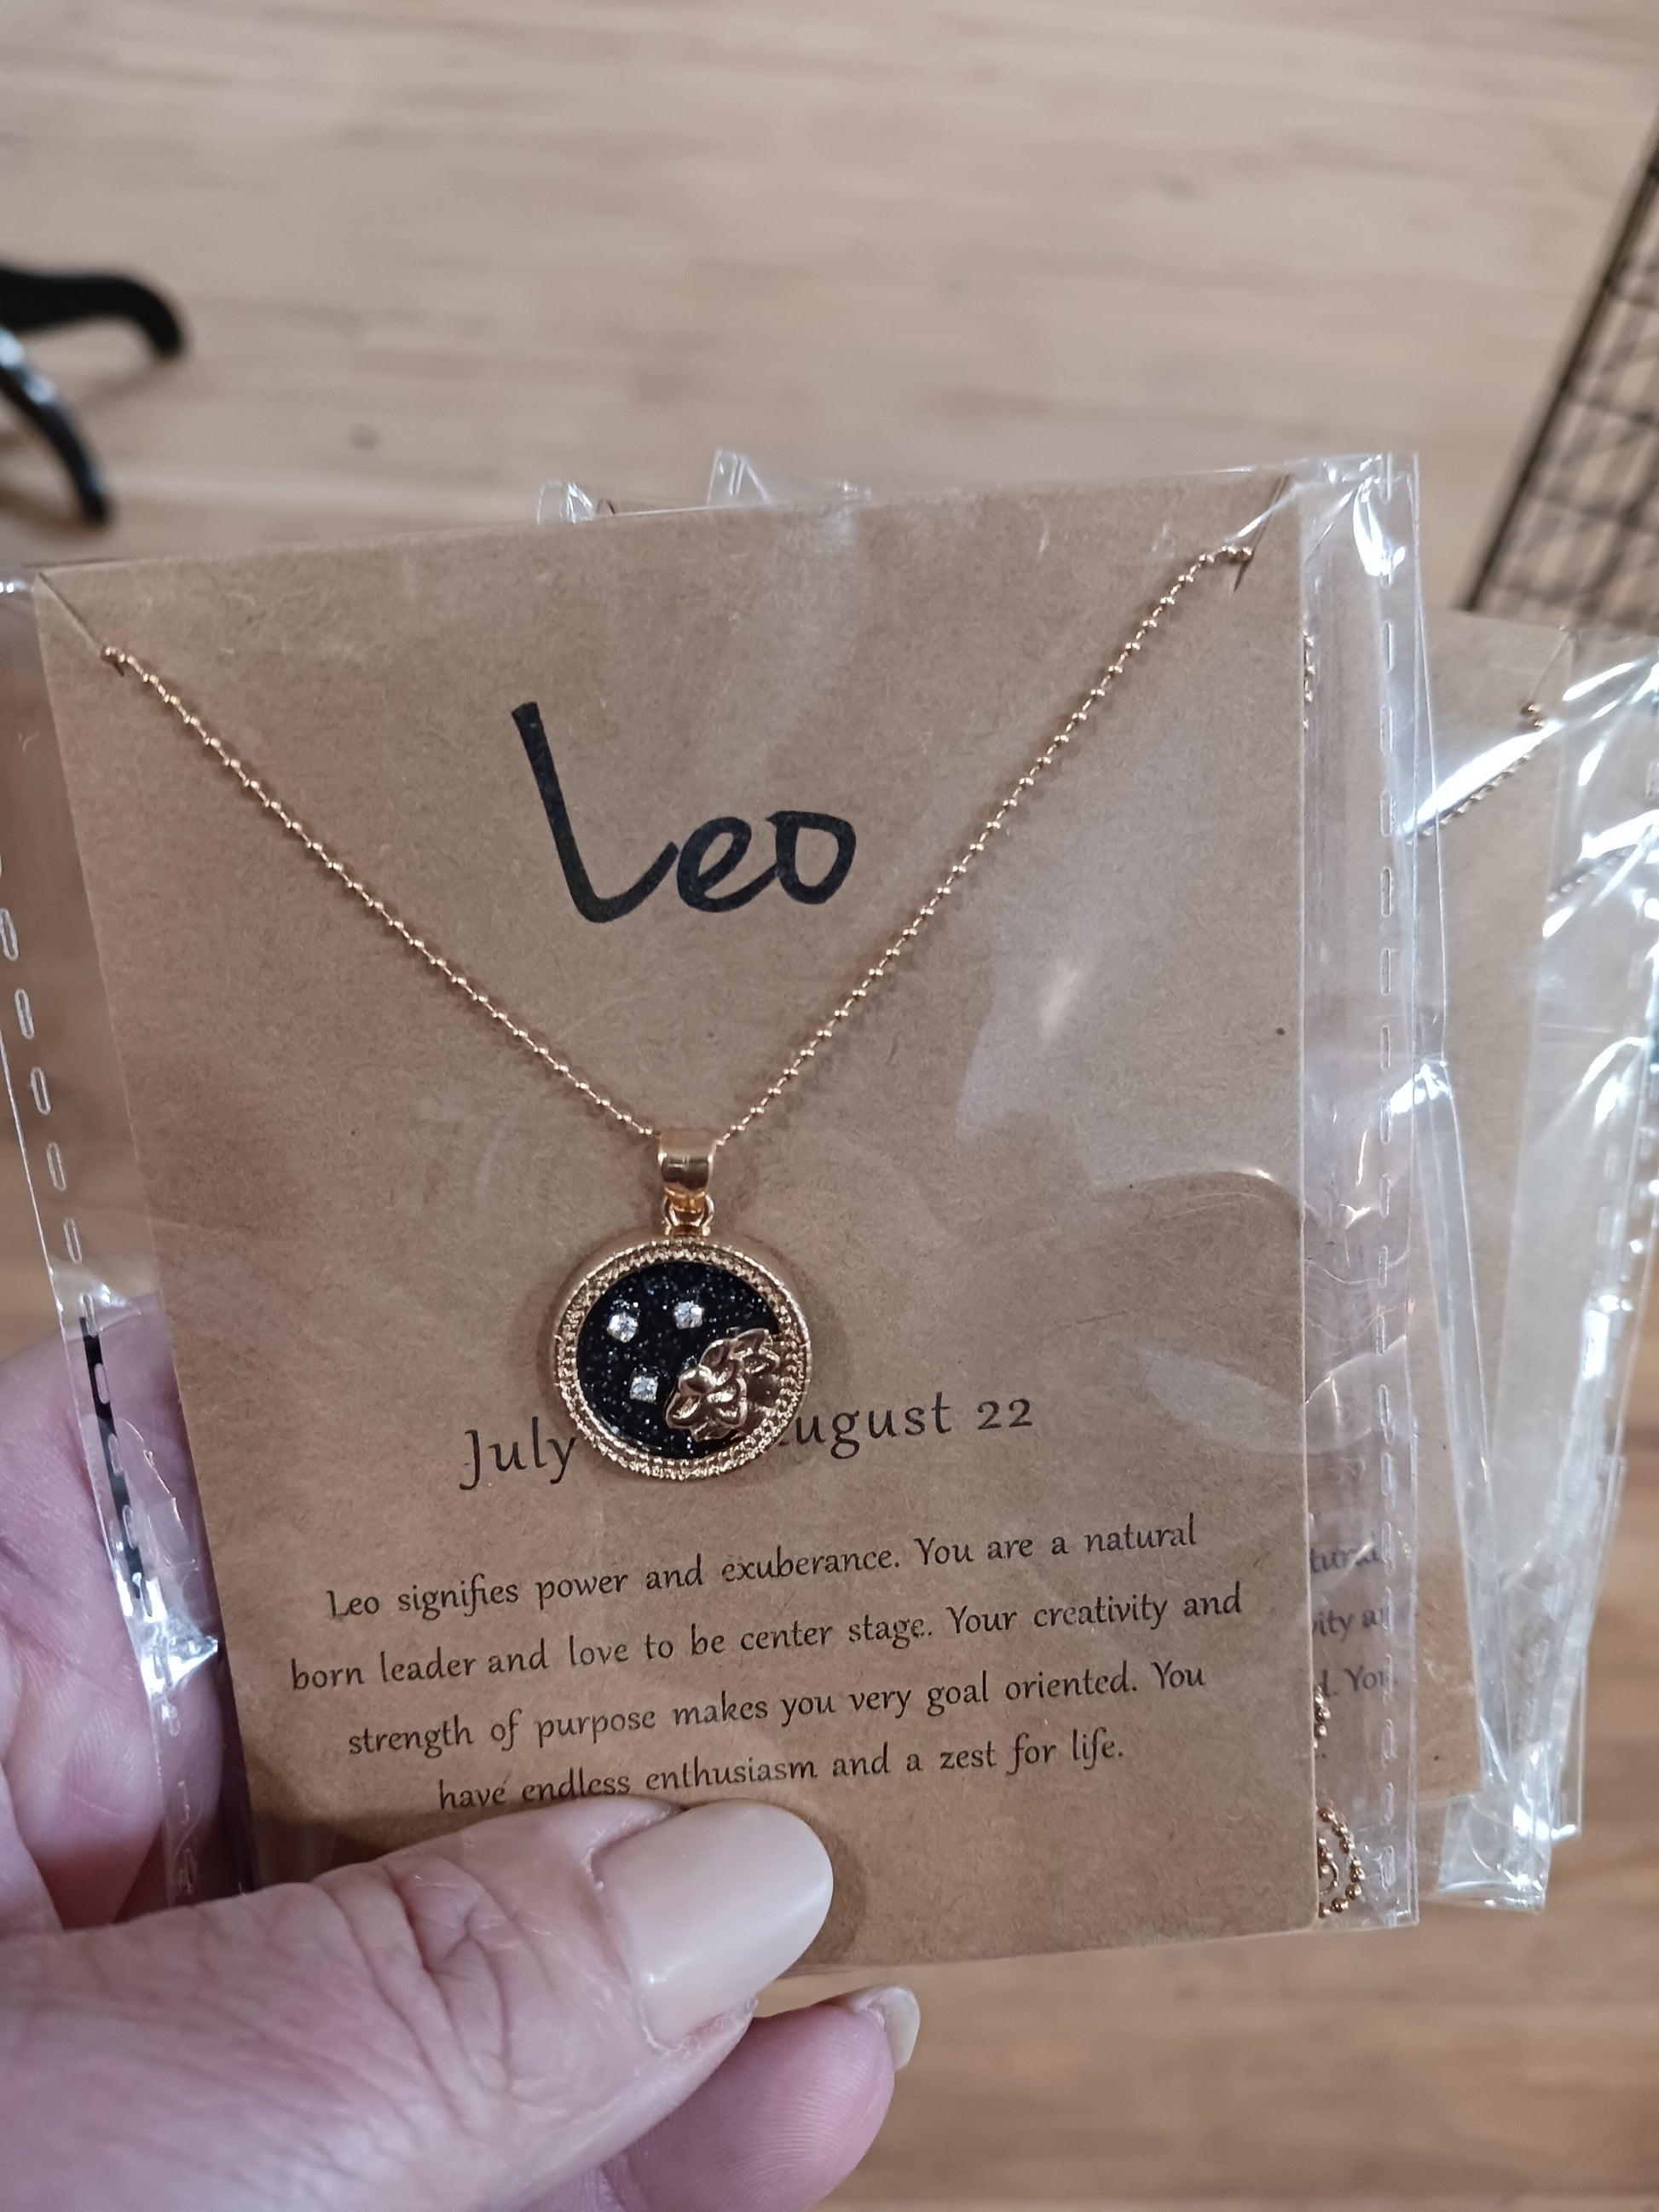 Leo
July ugust 22
Leo signifies power and exuberance. You are a natural
born leader and love to be center stage. Your creativity and
strength of purpose makes you very goal oriented. You
have endless enthusiasm and a zest for life.